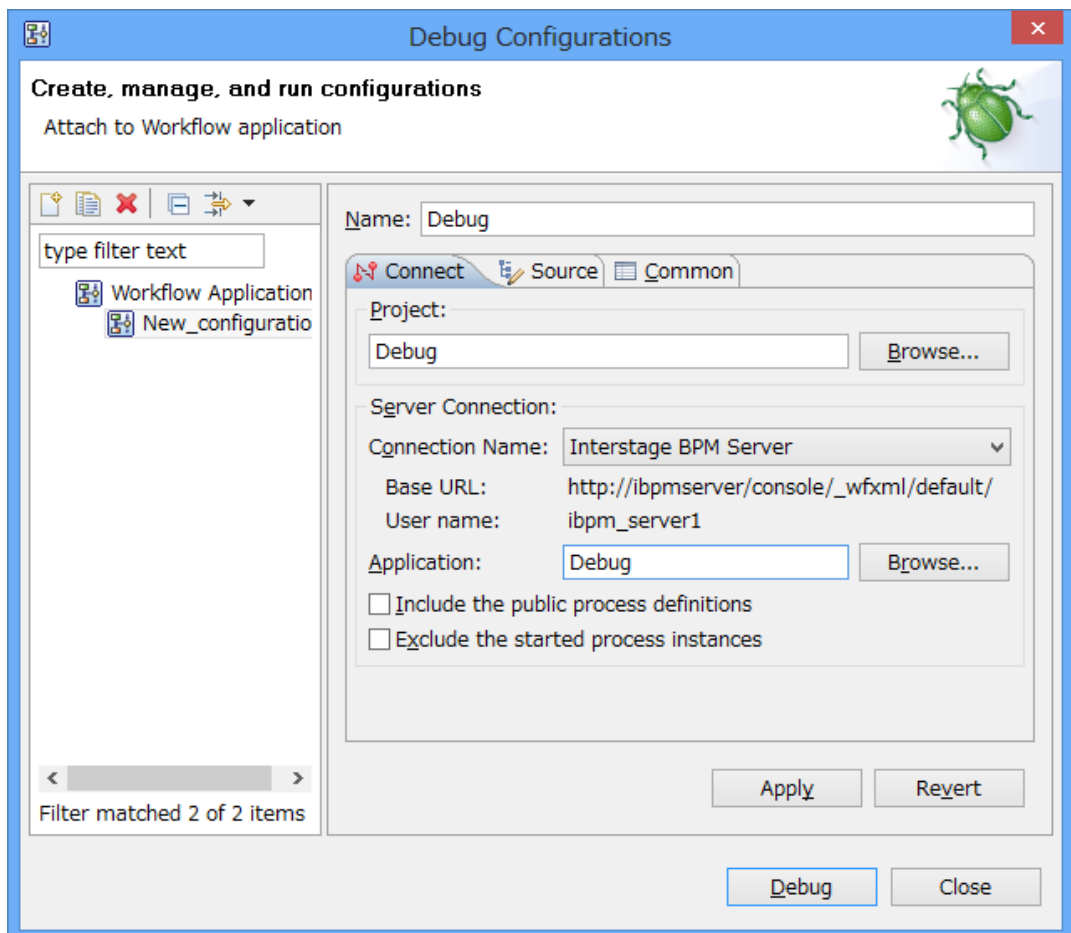 Debug Configurations
Create, manage, and run configurations
Attach to Workflow application
type filter text
Workflow Application
New_configuratio
Filter matched 2 of 2 items
Name: Debug
Connect Source Common
Project:
Debug Browse...
Server Connection:
Connection Name: Interstage BPM Server
Base URL: http://ibpmserver/console/_wfxml/default/
User name: ibpm_server1
Application: Debug Browse...
Include the public process definitions
Exclude the started process instances
Apply Revert
Debug Close